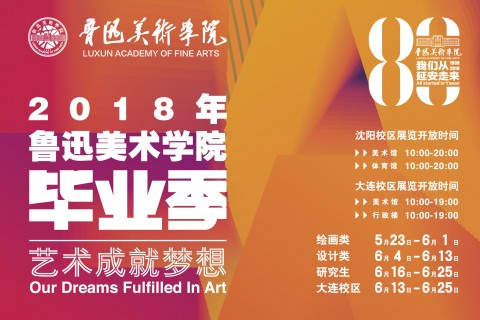 鲁迅美术学院
LUXUN ACADEMY OF FINE ARTS
2018年
鲁迅美术学院
毕业季
艺术成就梦想
Our Dreams Fulfilled In Art
80
鲁迅美术学院
我们从
延安走来
1938
2018
All started in Yan'an
沈阳校区展览开放时间
美术馆 10:00-20:00
体育馆 10:00-20:00
大连校区展览开放时间
美术馆 10:00-19:00
行政楼 10:00-19:00
绘画类 5月23日-6月1日
设计类 6月4日-6月13日
研究生 6月16日-6月25日
大连校区 6月13日-6月25日